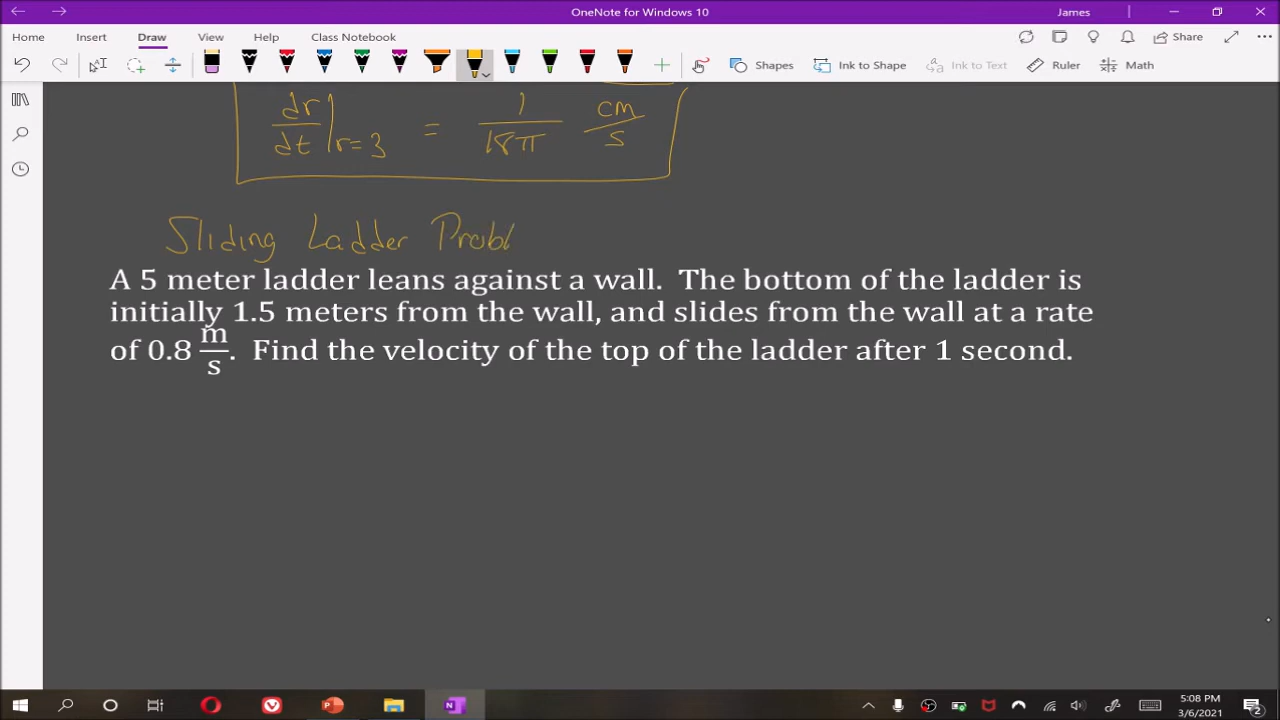 OneNote for Windows 10
James
Home Insert Draw View Help Class Notebook
Share
Shapes Ink to Shape Ink to Text Ruler Math
dr/dt|r=3 = 1/18π cm/s
Sliding Ladder Probl
A 5 meter ladder leans against a wall. The bottom of the ladder is
initially 1.5 meters from the wall, and slides from the wall at a rate
of 0.8 m/s. Find the velocity of the top of the ladder after 1 second.
5:08 PM
3/6/2021
2